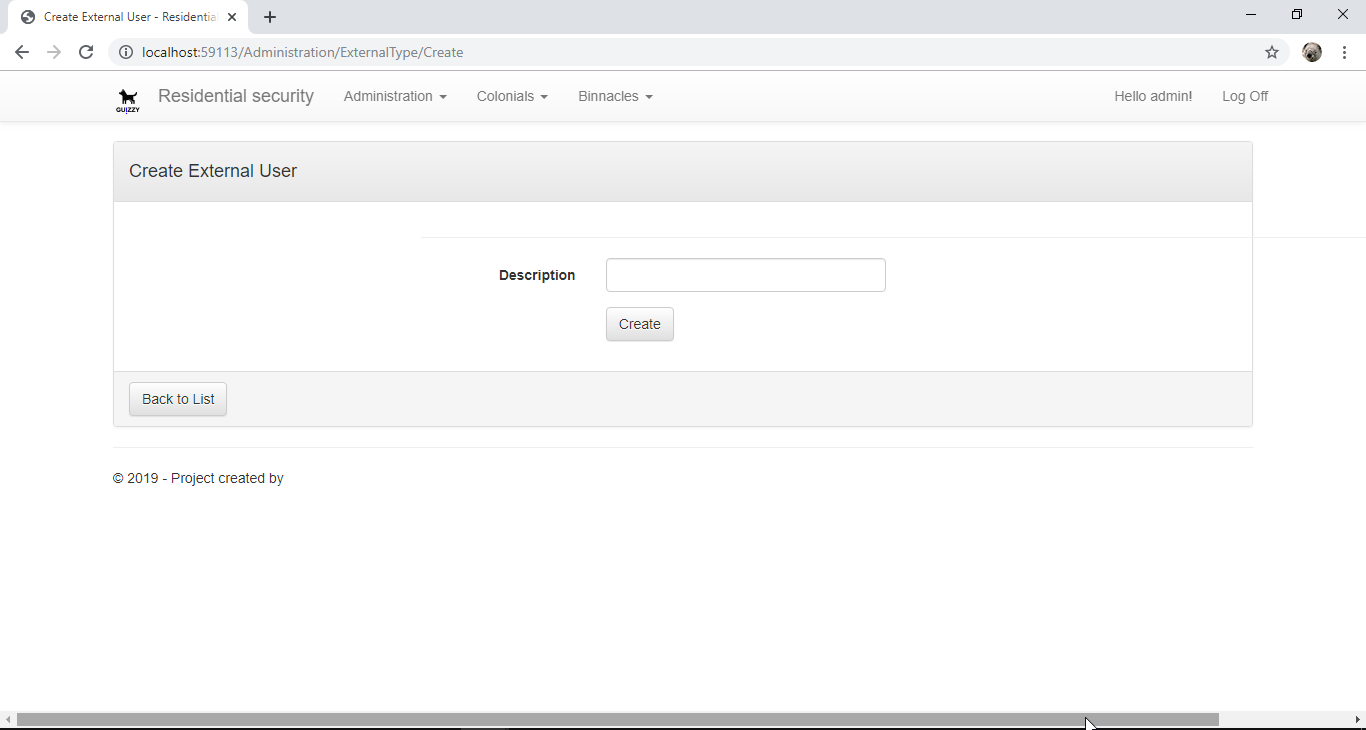 Create External User - Residentia
localhost:59113/Administration/ExternalType/Create
GUIZZY
Residential security Administration Colonials Binnacles Hello admin! Log Off
Create External User
Description
Create
Back to List
© 2019 - Project created by